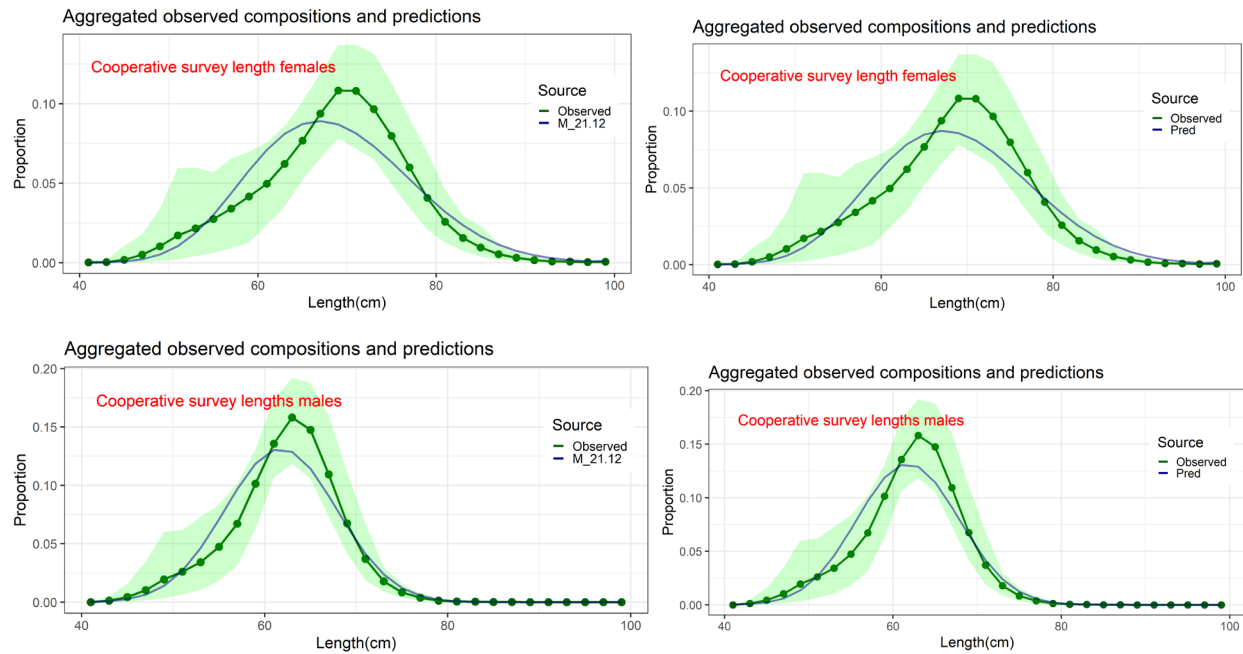 Aggregated observed compositions and predictions
Cooperative survey length females
Source
Observed
M_21.12
Proportion
0.10
0.05
0.00
40
60
80
100
Length(cm)
Aggregated observed compositions and predictions
Cooperative survey length females
Source
Observed
Pred
Proportion
0.10
0.05
0.00
40
60
80
100
Length(cm)
Aggregated observed compositions and predictions
Cooperative survey lengths males
Source
Observed
M_21.12
Proportion
0.20
0.15
0.10
0.05
0.00
40
60
80
100
Length(cm)
Aggregated observed compositions and predictions
Cooperative survey lengths males
Source
Observed
Pred
Proportion
0.20
0.15
0.10
0.05
0.00
40
60
80
100
Length(cm)